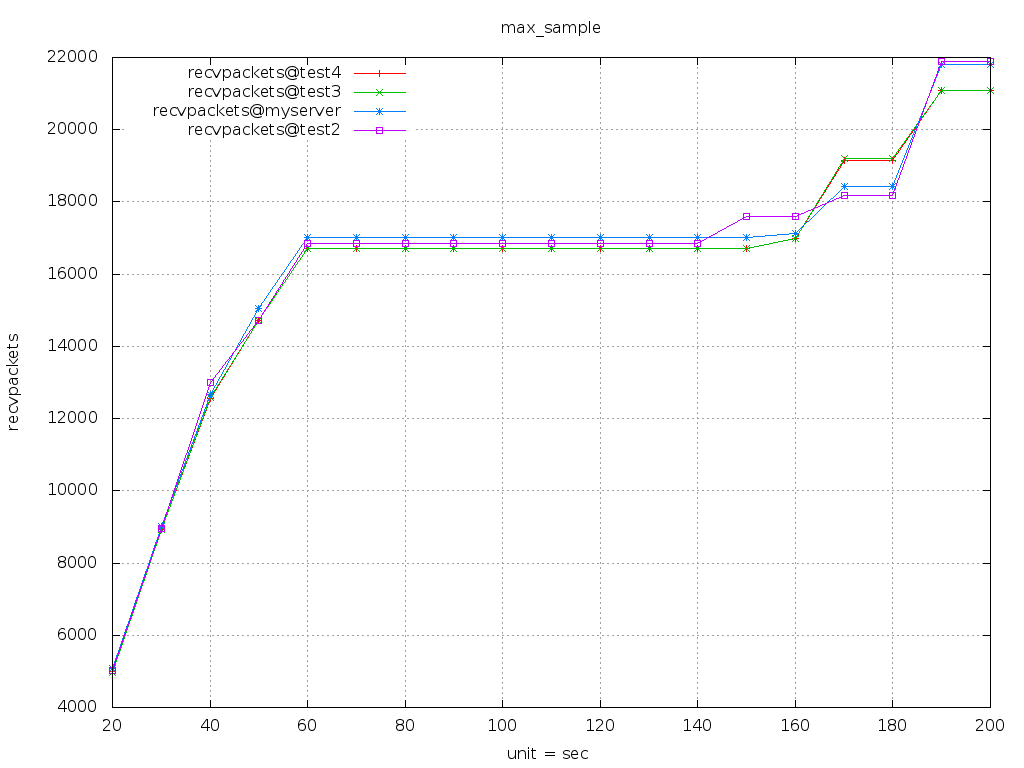 max_sample
22000
20000
18000
16000
14000
12000
10000
8000
6000
4000
recvpackets@test4
recvpackets@test3
recvpackets@myserver
recvpackets@test2
recvpackets
20 40 60 80 100 120 140 160 180 200
unit = sec